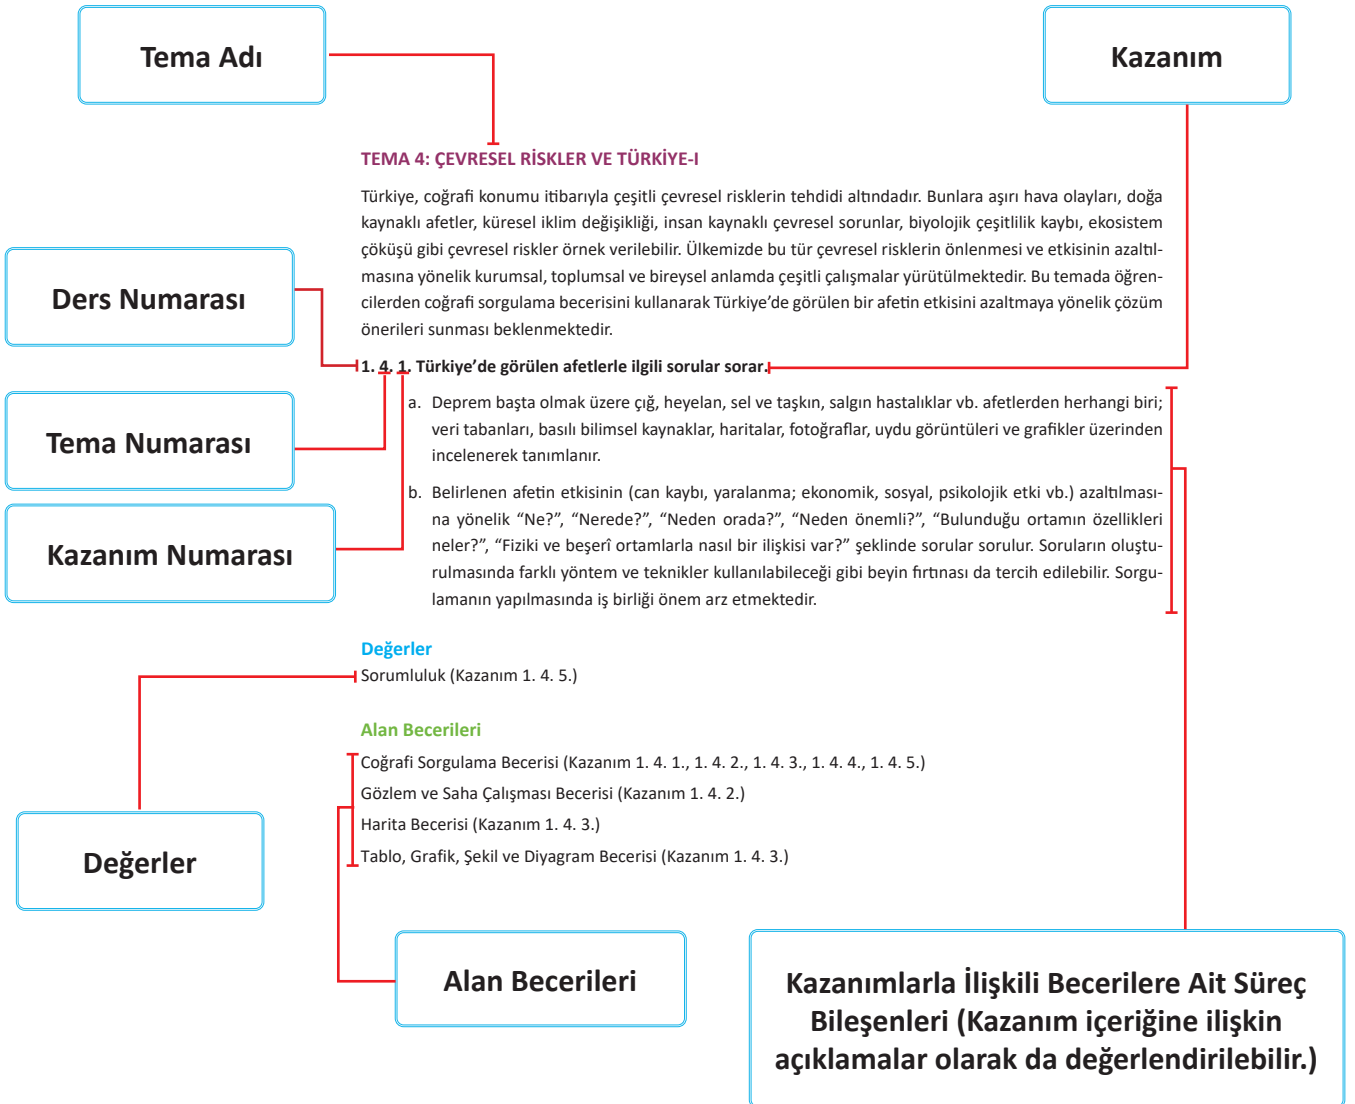 Tema Adı
Kazanım
TEMA 4: ÇEVRESEL RİSKLER VE TÜRKİYE-I
Türkiye, coğrafi konumu itibarıyla çeşitli çevresel risklerin tehdidi altındadır. Bunlara aşırı hava olayları, doğa
kaynaklı afetler, küresel iklim değişikliği, insan kaynaklı çevresel sorunlar, biyolojik çeşitlilik kaybı, ekosistem
çöküşü gibi çevresel riskler örnek verilebilir. Ülkemizde bu tür çevresel risklerin önlenmesi ve etkisinin azaltıl-
masına yönelik kurumsal, toplumsal ve bireysel anlamda çeşitli çalışmalar yürütülmektedir. Bu temada öğren-
cilerden coğrafi sorgulama becerisini kullanarak Türkiye’de görülen bir afetin etkisini azaltmaya yönelik çözüm
önerileri sunması beklenmektedir.
Ders Numarası
1. 4. 1. Türkiye’de görülen afetlerle ilgili sorular sorar.
a. Deprem başta olmak üzere çığ, heyelan, sel ve taşkın, salgın hastalıklar vb. afetlerden herhangi biri;
veri tabanları, basılı bilimsel kaynaklar, haritalar, fotoğraflar, uydu görüntüleri ve grafikler üzerinden
incelenerek tanımlanır.
Tema Numarası
b. Belirlenen afetin etkisinin (can kaybı, yaralanma; ekonomik, sosyal, psikolojik etki vb.) azaltılması-
na yönelik “Ne?”, “Nerede?”, “Neden orada?”, “Neden önemli?”, “Bulunduğu ortamın özellikleri
neler?”, “Fiziki ve beşerî ortamlarla nasıl bir ilişkisi var?” şeklinde sorular sorulur. Soruların oluştu-
rulmasında farklı yöntem ve teknikler kullanılabileceği gibi beyin fırtınası da tercih edilebilir. Sorgu-
lamanın yapılmasında iş birliği önem arz etmektedir.
Kazanım Numarası
Değerler
Sorumluluk (Kazanım 1. 4. 5.)
Alan Becerileri
Coğrafi Sorgulama Becerisi (Kazanım 1. 4. 1., 1. 4. 2., 1. 4. 3., 1. 4. 4., 1. 4. 5.)
Gözlem ve Saha Çalışması Becerisi (Kazanım 1. 4. 2.)
Harita Becerisi (Kazanım 1. 4. 3.)
Tablo, Grafik, Şekil ve Diyagram Becerisi (Kazanım 1. 4. 3.)
Değerler
Alan Becerileri
Kazanımlarla İlişkili Becerilere Ait Süreç
Bileşenleri (Kazanım içeriğine ilişkin
açıklamalar olarak da değerlendirilebilir.)